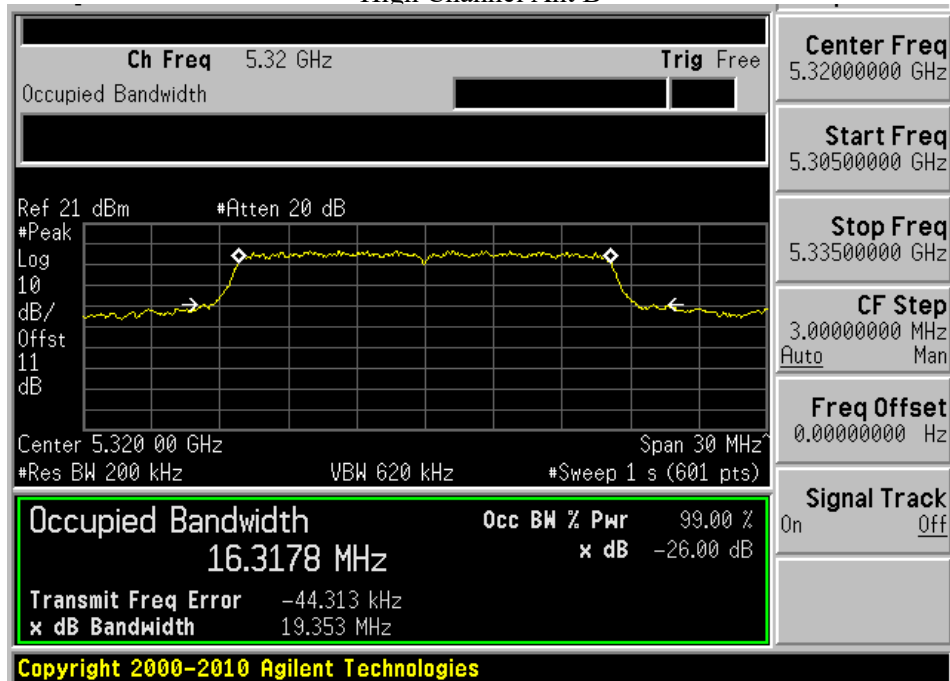 High Channel Ant B
Ch Freq 5.32 GHz Trig Free
Occupied Bandwidth
Center Freq
5.32000000 GHz
Start Freq
5.30500000 GHz
Stop Freq
5.33500000 GHz
CF Step
3.00000000 MHz
Auto Man
Freq Offset
0.00000000 Hz
Signal Track
On Off
Ref 21 dBm #Atten 20 dB
#Peak
Log
10
dB/
Offst
11
dB
Center 5.320 00 GHz Span 30 MHz^
#Res BW 200 kHz VBW 620 kHz #Sweep 1 s (601 pts)
Occupied Bandwidth Occ BW % Pwr 99.00 %
16.3178 MHz x dB -26.00 dB
Transmit Freq Error -44.313 kHz
x dB Bandwidth 19.353 MHz
Copyright 2000-2010 Agilent Technologies